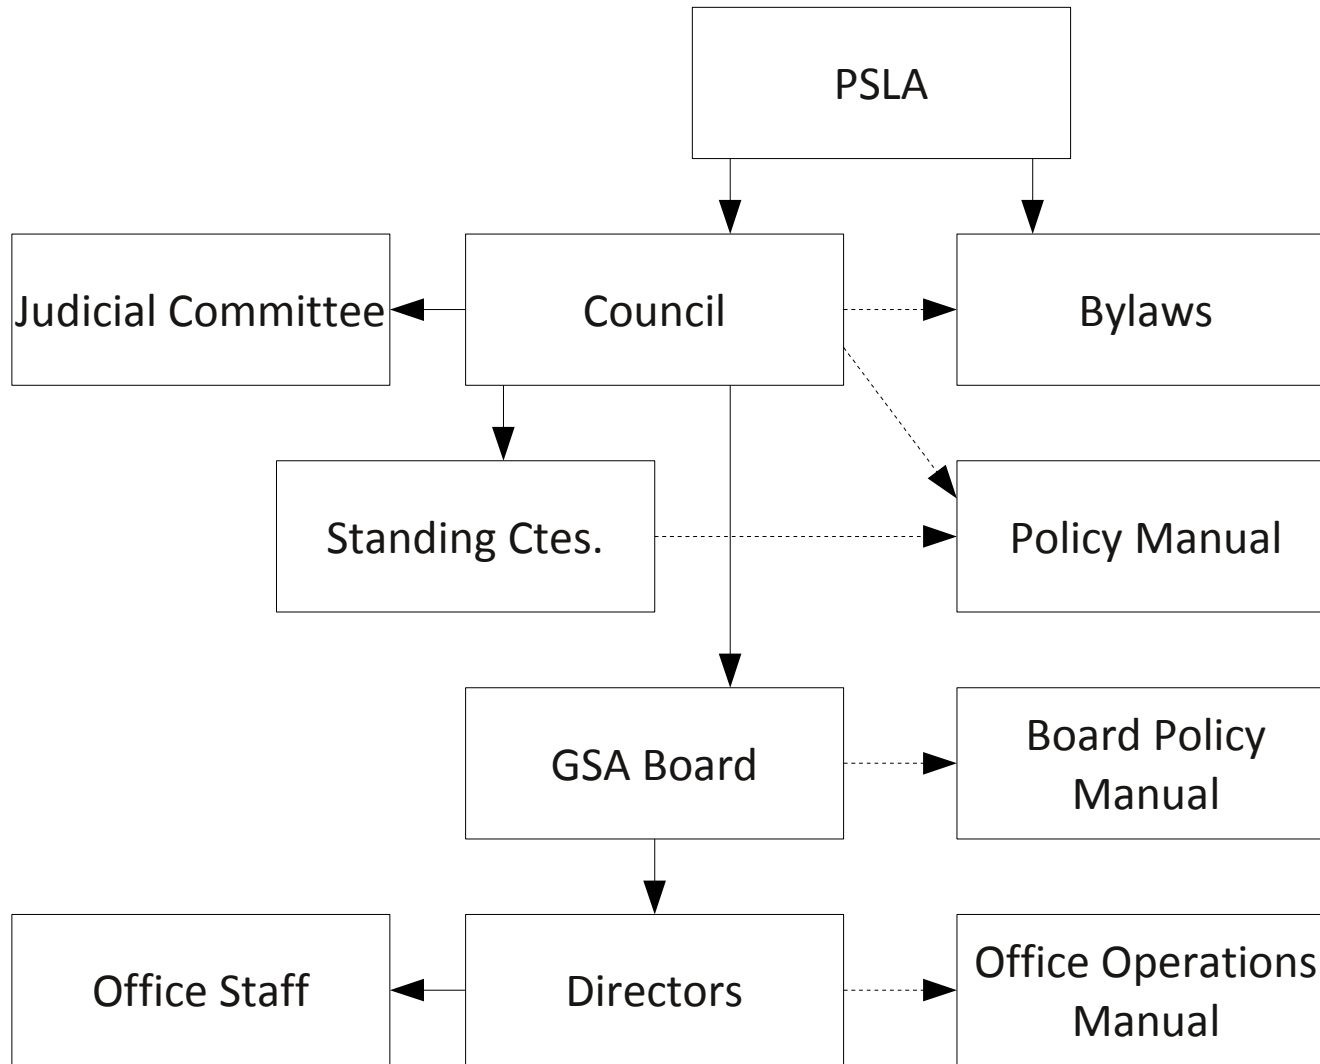 PSLA
Judicial Committee
Council
Bylaws
Standing Ctes.
Policy Manual
GSA Board
Board Policy
Manual
Office Staff
Directors
Office Operations
Manual